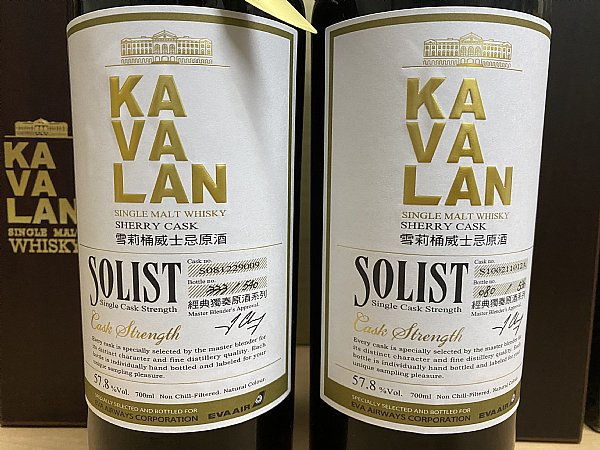 KA
VA
LAN
SINGLE MALT
WHISKY
KA
VA
LAN
SINGLE MALT WHISKY
SHERRY CASK
雪莉桶威士忌原酒
SOLIST
Single Cask Strength
Cask no
S081229009
Bottle no
333 / 540
經典獨奏原酒系列
Master Blender's Approval,
Cask Strength
Every cask is specially selected by the master blender for
its distinct character and fine distillery quality. Each
bottle is individually hand bottled and labeled for your
unique sampling pleasure.
57.8 %Vol. 700ml Non Chill-Filtered. Natural Colour.
SPECIALLY SELECTED AND BOTTLED FOR
EVA AIRWAYS CORPORATION
EVA AIR
KA
VA
LAN
SINGLE MALT WHISKY
SHERRY CASK
雪莉桶威士忌原酒
SOLIST
Single Cask Strength
Cask no
Bottle no
080 /
經典獨奏原酒系列
Master Blender's Approval,
Cask Strength
Every cask is specially selected by the master blender for
its distinct character and fine distillery quality. Each
bottle is individually hand bottled and labeled for your
unique sampling pleasure.
57.8 %Vol. 700ml Non Chill-Filtered. Natural Colour.
SPECIALLY SELECTED AND BOTTLED FOR
EVA AIRWAYS CORPORATION
EVA AIR